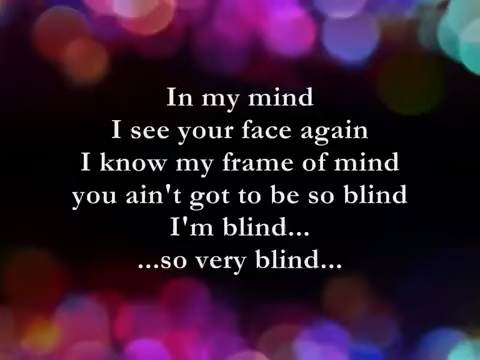 In my mind
I see your face again
I know my frame of mind
you ain't got to be so blind
I'm blind...
...so very blind...